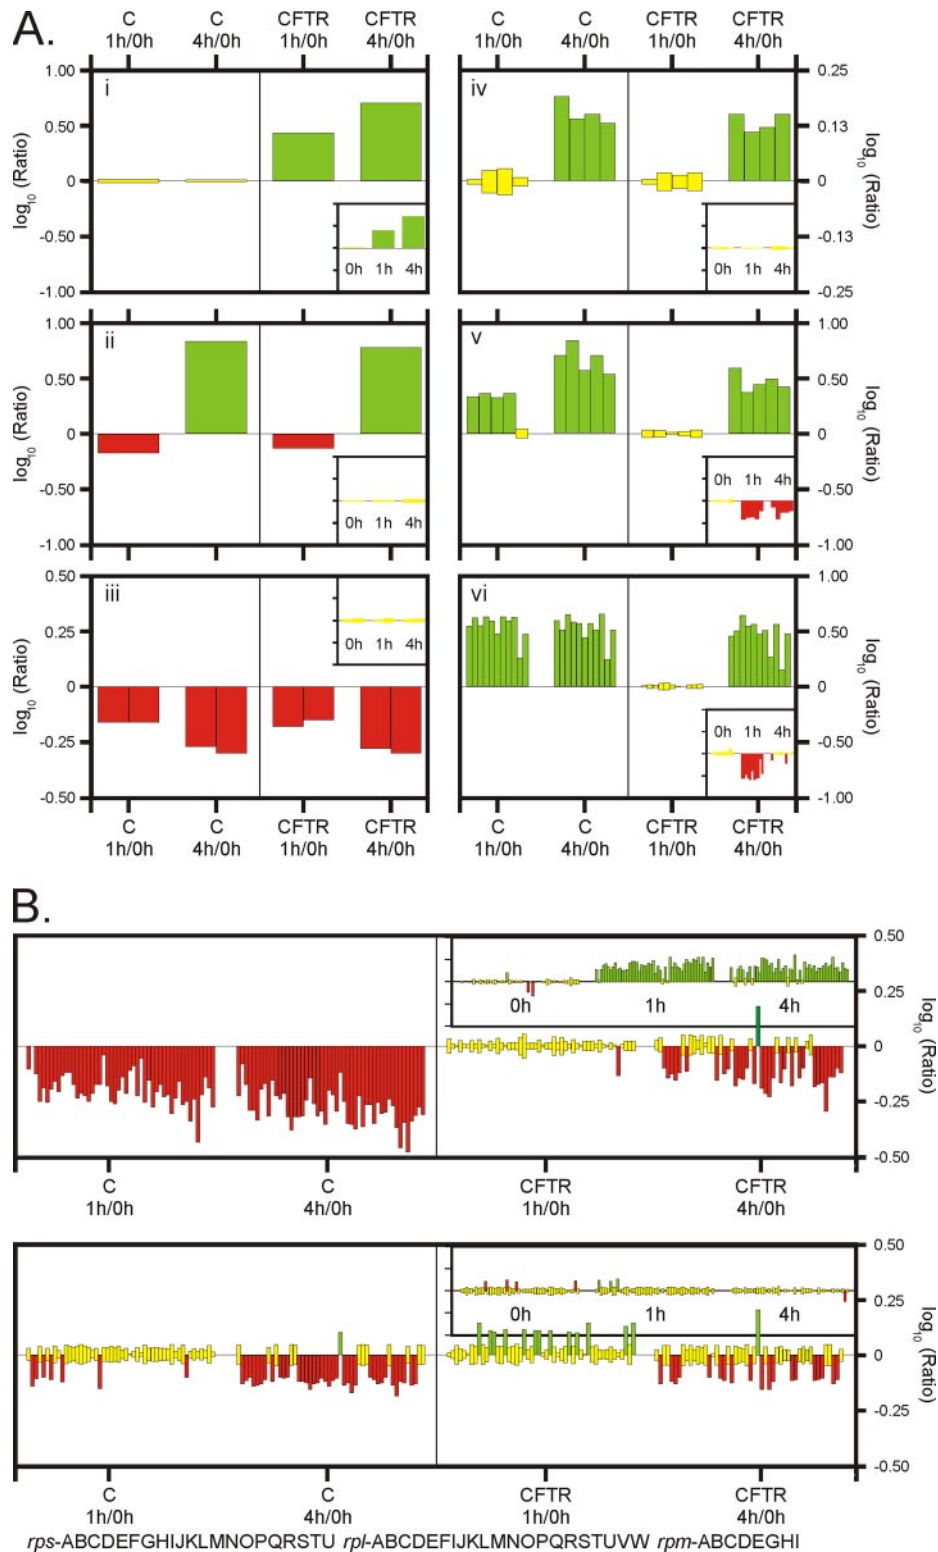 A.
C C CFTR CFTR C C CFTR CFTR
1h/0h 4h/0h 1h/0h 4h/0h 1h/0h 4h/0h 1h/0h 4h/0h
i
1.00
0.50
0
-0.50
-1.00
log10 (Ratio)
0h 1h 4h
iv
0.25
0.13
0
-0.13
-0.25
log10 (Ratio)
0h 1h 4h
ii
1.00
0.50
0
-0.50
-1.00
log10 (Ratio)
0h 1h 4h
v
1.00
0.50
0
-0.50
-1.00
log10 (Ratio)
0h 1h 4h
iii
0.50
0.25
0
-0.25
-0.50
log10 (Ratio)
0h 1h 4h
vi
1.00
0.50
0
-0.50
-1.00
log10 (Ratio)
0h 1h 4h
C C CFTR CFTR C C CFTR CFTR
1h/0h 4h/0h 1h/0h 4h/0h 1h/0h 4h/0h 1h/0h 4h/0h
B.
0.50
0.25
0
-0.25
-0.50
log10 (Ratio)
0h 1h 4h
C C CFTR CFTR
1h/0h 4h/0h 1h/0h 4h/0h
0.50
0.25
0
-0.25
-0.50
log10 (Ratio)
0h 1h 4h
C C CFTR CFTR
1h/0h 4h/0h 1h/0h 4h/0h
rps-ABCDEFGHIJKLMNOPQRSTU rpl-ABCDEFIJKLMNOPQRSTUVW rpm-ABCDEGHI